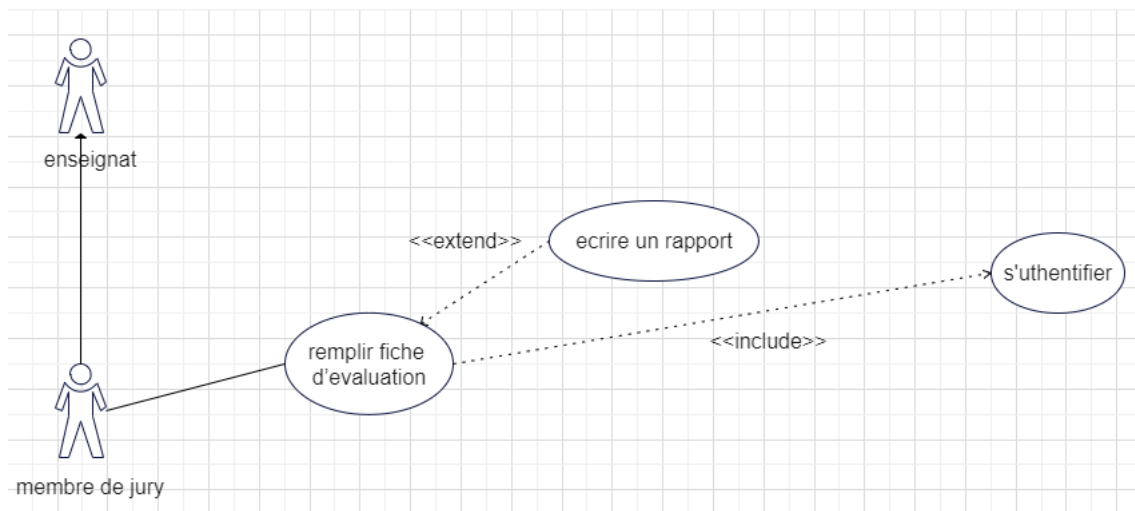 enseignat
<<extend>>
ecrire un rapport
s'uthentifier
<<include>>
remplir fiche
d'evaluation
membre de jury